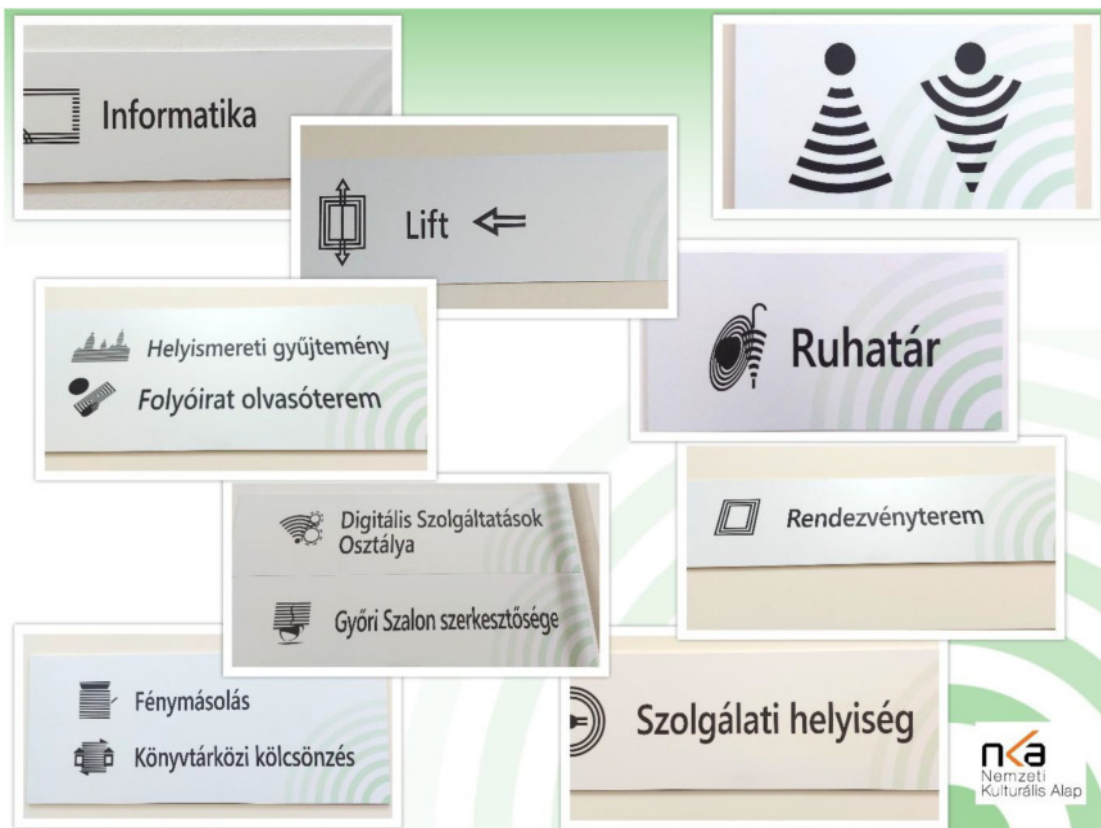 Informatika
Lift
Helyismereti gyűjtemény
Folyóirat olvasóterem
Ruhatár
Digitális Szolgáltatások
Osztálya
Győri Szalon szerkesztősége
Rendezvényterem
Fénymásolás
Könyvtárközi kölcsönzés
Szolgálati helyiség
nka
Nemzeti
Kulturális Alap